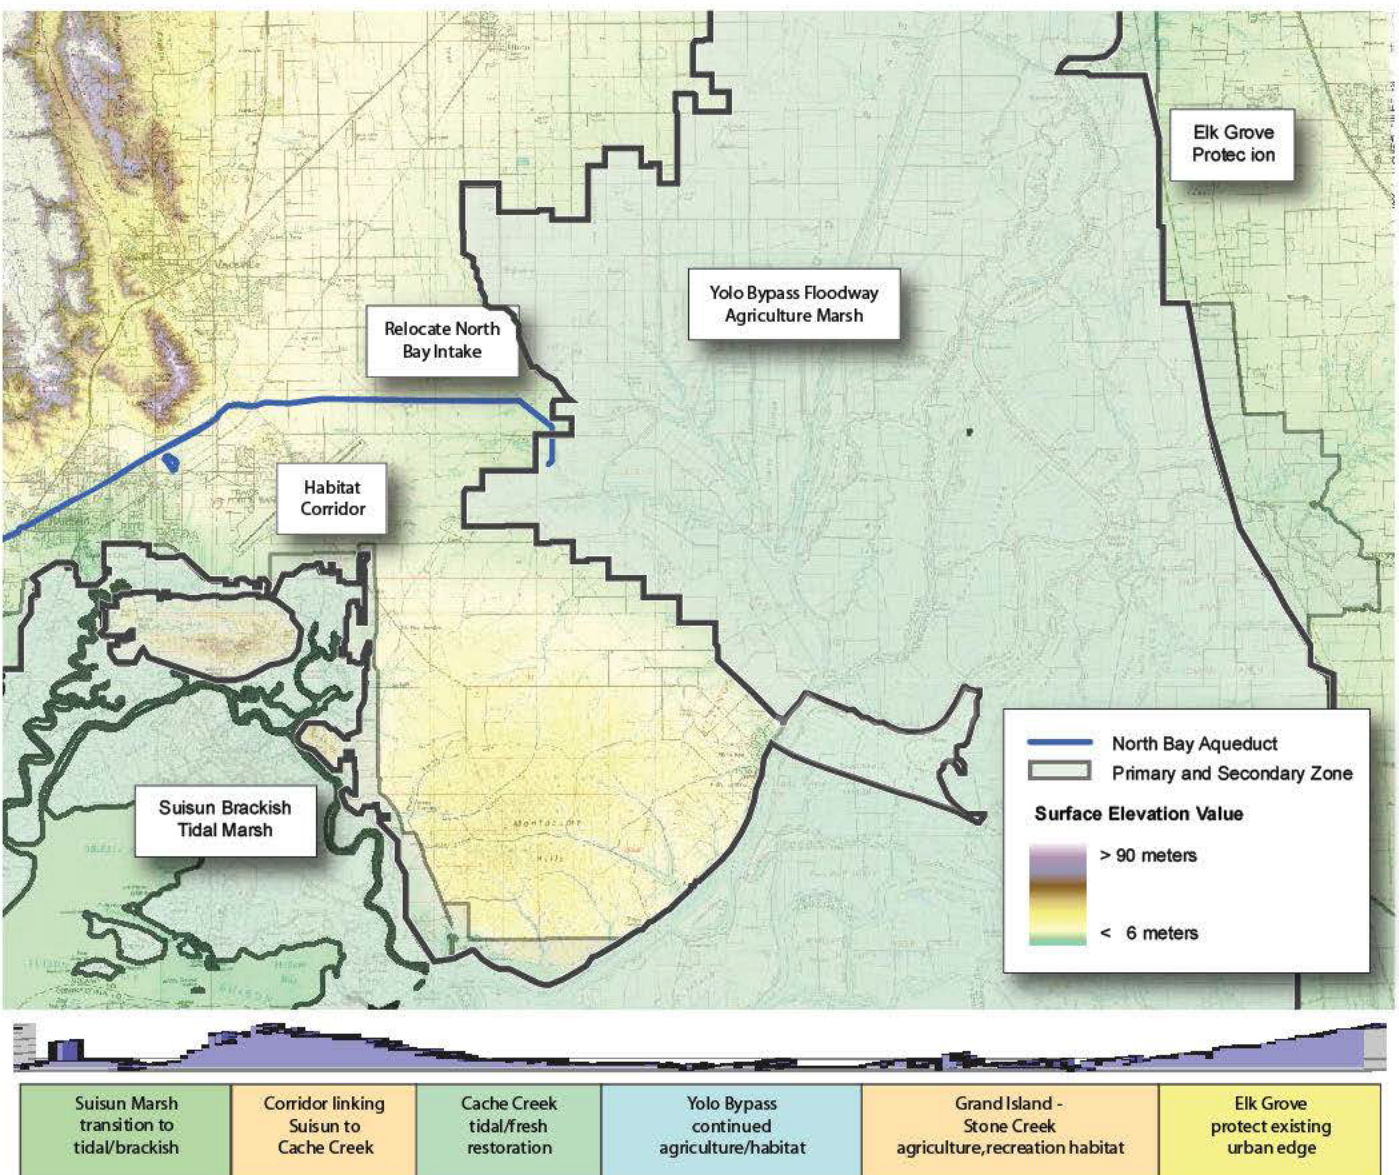 Elk Grove
Protec ion
Yolo Bypass Floodway
Agriculture Marsh
Relocate North
Bay Intake
Habitat
Corridor
Suisun Brackish
Tidal Marsh
North Bay Aqueduct
Primary and Secondary Zone
Surface Elevation Value
> 90 meters
< 6 meters
Suisun Marsh
transition to
tidal/brackish
Corridor linking
Suisun to
Cache Creek
Cache Creek
tidal/fresh
restoration
Yolo Bypass
continued
agriculture/habitat
Grand Island -
Stone Creek
agriculture,recreation habitat
Elk Grove
protect existing
urban edge